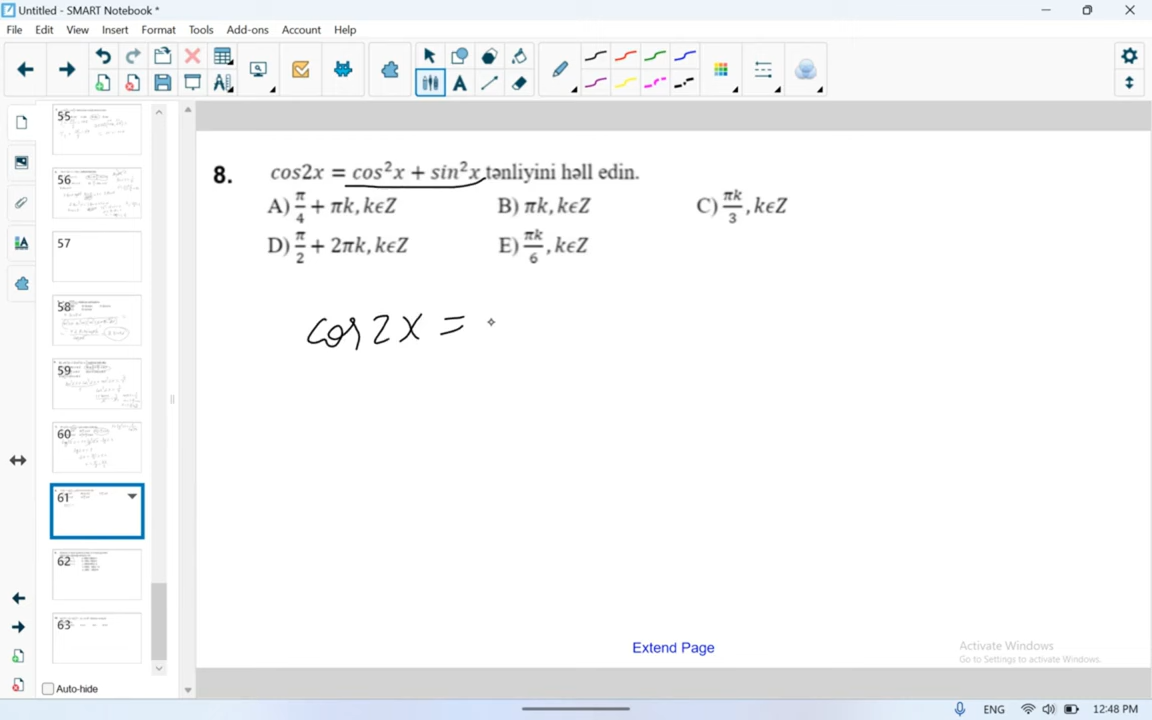 Untitled - SMART Notebook *
File Edit View Insert Format Tools Add-ons Account Help
55
56
57
58
59
60
61
62
63
Auto-hide
8. cos2x = cos²x + sin²x tənliyini həll edin.
A) π/4 + πk, kϵZ B) πk, kϵZ C) πk/3, kϵZ
D) π/2 + 2πk, kϵZ E) πk/6, kϵZ
cos2x =
Extend Page
Activate Windows
Go to Settings to activate Windows.
ENG 12:48 PM